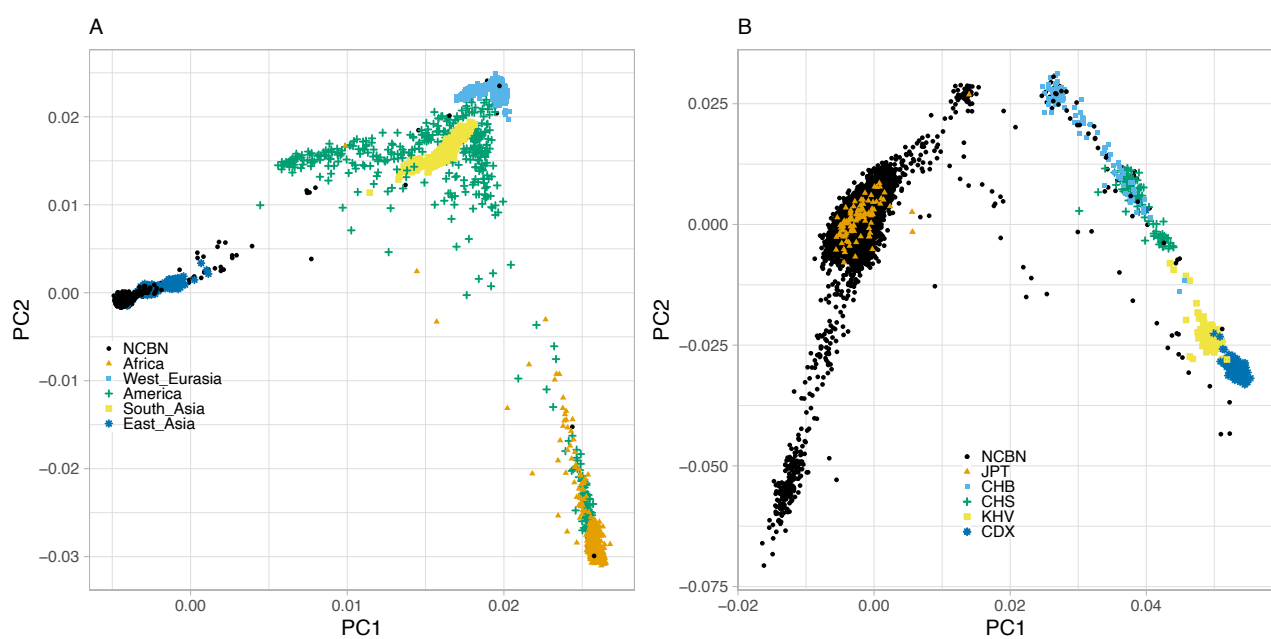 A
0.02
0.01
0.00
−0.01
−0.02
−0.03
PC2
NCBN
Africa
West_Eurasia
America
South_Asia
East_Asia
0.00
0.01
0.02
PC1
B
0.025
0.000
−0.025
−0.050
−0.075
PC2
NCBN
JPT
CHB
CHS
KHV
CDX
−0.02
0.00
0.02
0.04
PC1